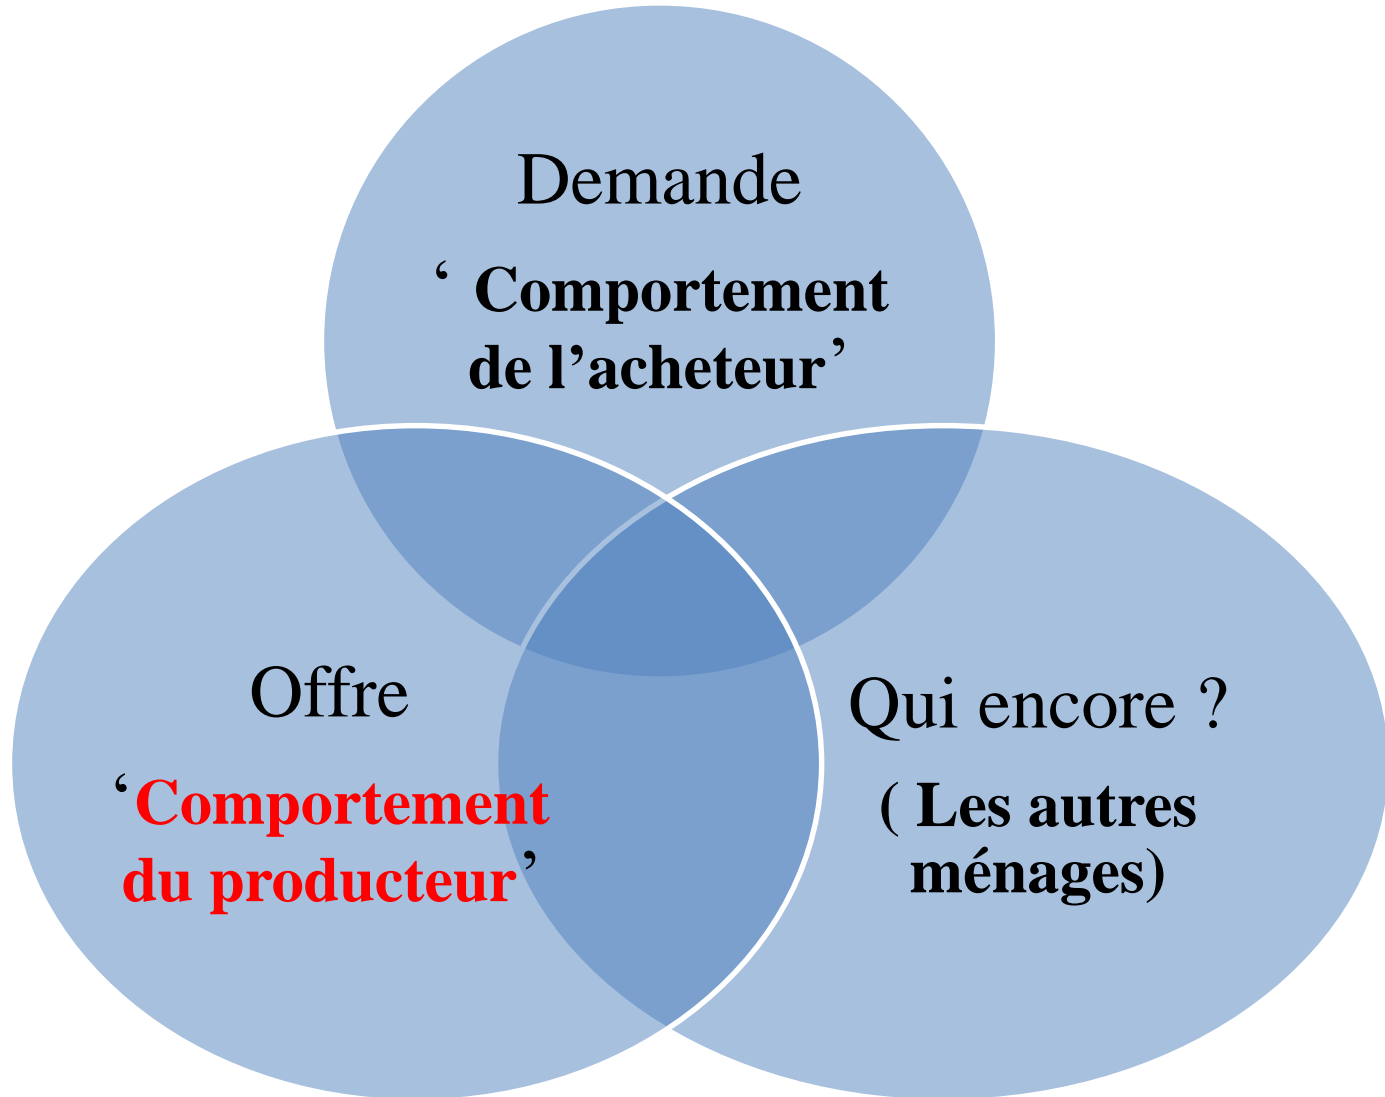 Demande
‘ Comportement
de l’acheteur’
Offre
‘Comportement
du producteur’
Qui encore ?
( Les autres
ménages)